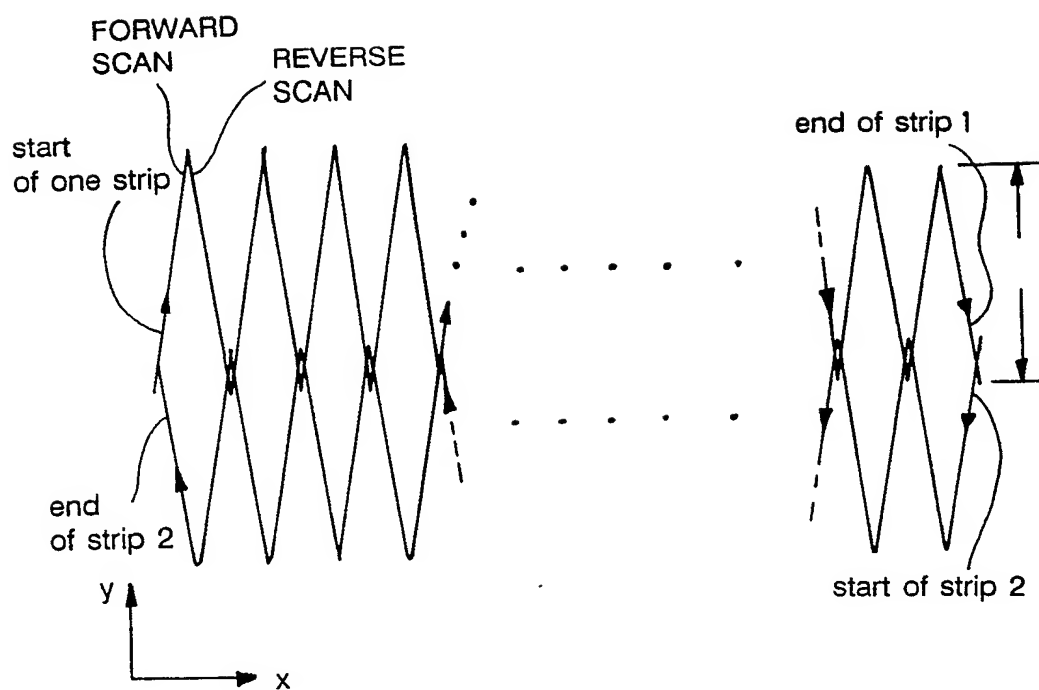 FORWARD
SCAN
REVERSE
SCAN
start
of one strip
end of strip 1
end
of strip 2
start of strip 2
y
x